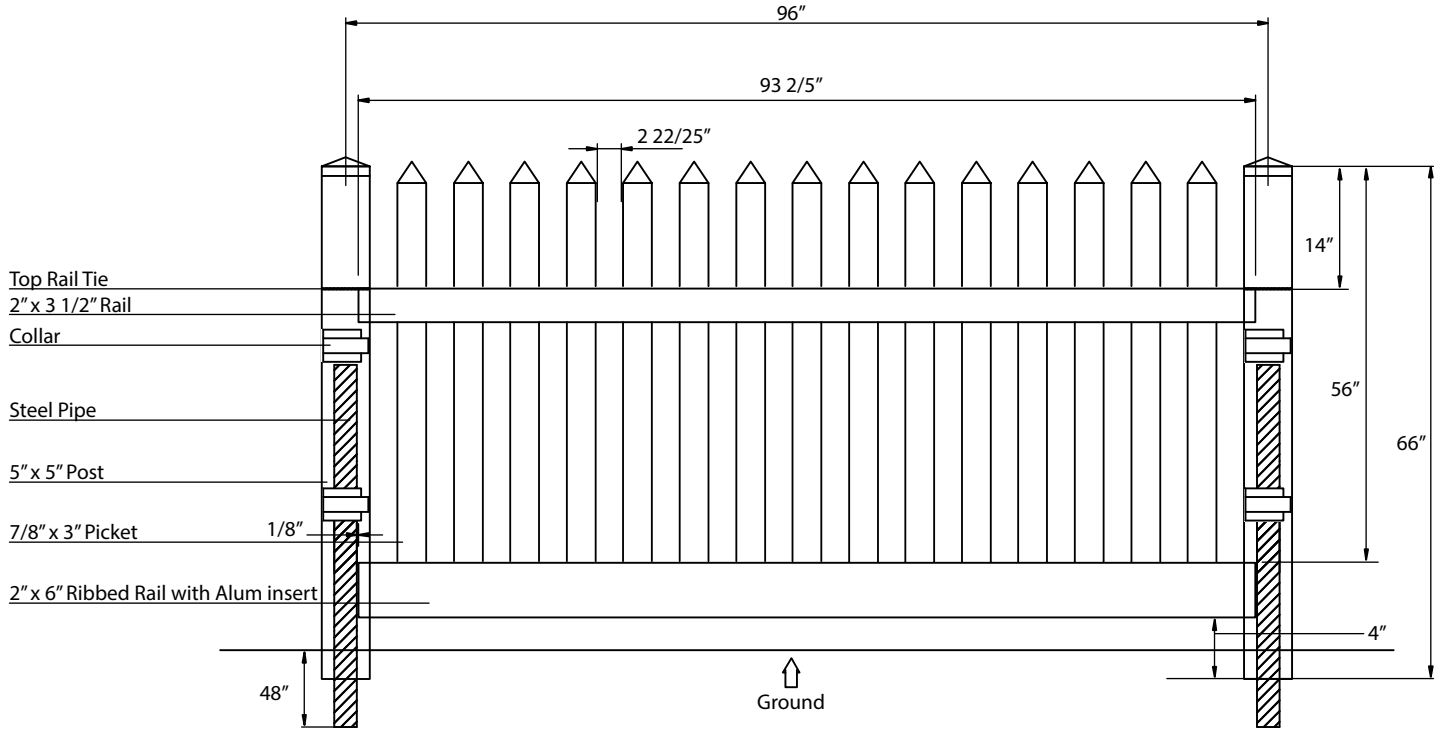 96”
93 2/5”
2 22/25”
14”
Top Rail Tie
2” x 3 1/2” Rail
Collar
56”
Steel Pipe
66”
5” x 5” Post
7/8” x 3” Picket
1/8”
2” x 6” Ribbed Rail with Alum insert
4”
48”
Ground